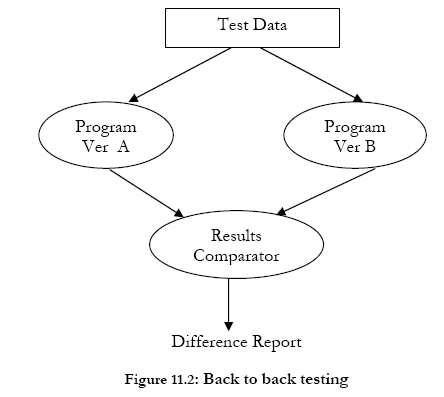 Test Data
Program
Ver A
Program
Ver B
Results
Comparator
Difference Report
Figure 11.2: Back to back testing